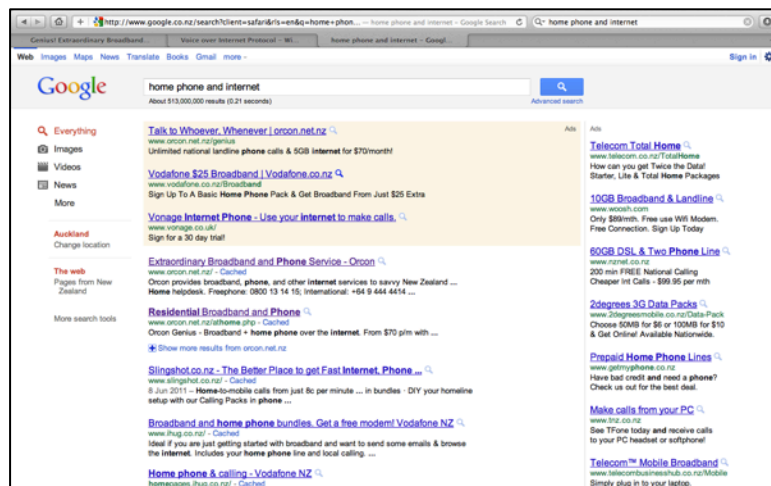 http://www.google.co.nz/search?client=safari&rls=en&q=home+phon... — home phone and internet – Google Search
home phone and internet
Genius! Extraordinary Broadband...
Voice over Internet Protocol – Wi...
home phone and internet – Googl...
Web Images Maps News Translate Books Gmail more
Sign in
Google
home phone and internet
About 513,000,000 results (0.21 seconds)
Advanced search
Everything
Images
Videos
News
More
Auckland
Change location
The web
Pages from New
Zealand
More search tools
Ads
Talk to Whoever, Whenever | orcon.net.nz
www.orcon.net.nz/genius
Unlimited national landline phone calls & 5GB internet for $70/month!
Vodafone $25 Broadband | Vodafone.co.nz
www.vodafone.co.nz/Broadband
Sign Up To A Basic Home Phone Pack & Get Broadband From Just $25 Extra
Vonage Internet Phone - Use your internet to make calls.
www.vonage.co.uk/
Sign for a 30 day trial!
Extraordinary Broadband and Phone Service - Orcon
www.orcon.net.nz/ - Cached
Orcon provides broadband, phone, and other internet services to savvy New Zealand ...
Home helpdesk. Freephone: 0800 13 14 15; International: +64 9 444 4414 ...
Residential Broadband and Phone
www.orcon.net.nz/athome.php - Cached
Orcon Genius - Broadband + home phone over the internet. From $70 p/m with ...
Show more results from orcon.net.nz
Slingshot.co.nz - The Better Place to get Fast Internet, Phone ...
www.slingshot.co.nz/ - Cached
8 Jun 2011 – Home-to-mobile calls from just 8c per minute ... in bundles · DIY your homeline
setup with our Calling Packs in phone ...
Broadband and home phone bundles. Get a free modem! Vodafone NZ
www.ihug.co.nz/ - Cached
Ideal if you are just getting started with broadband and want to send some emails & browse
the internet. Includes your home phone line and local calling. ...
Home phone & calling - Vodafone NZ
homepages.ihug.co.nz/ - Cached
Ads
Telecom Total Home
www.telecom.co.nz/TotalHome
How can you get Twice the Data!
Starter, Lite & Total Home Packages
10GB Broadband & Landline
www.woosh.com
Only $89/mth. Free use Wifi Modem.
Free Connection. Sign Up Today
60GB DSL & Two Phone Line
www.nznet.co.nz
200 min FREE National Calling
Cheaper Int Calls - $99.95 per mth
2degrees 3G Data Packs
www.2degreesmobile.co.nz/Data-Pack
Choose 50MB for $6 or 100MB for $10
& Get Online! Available Nationwide.
Prepaid Home Phone Lines
www.getmyphone.co.nz
Have bad credit and need a phone?
Check us out for the best deal.
Make calls from your PC
www.tnz.co.nz
See TFone today and receive calls
to your PC headset or softphone!
Telecom™ Mobile Broadband
www.telecombusinesshub.co.nz/Mobile
Simply plug in to your laptop.